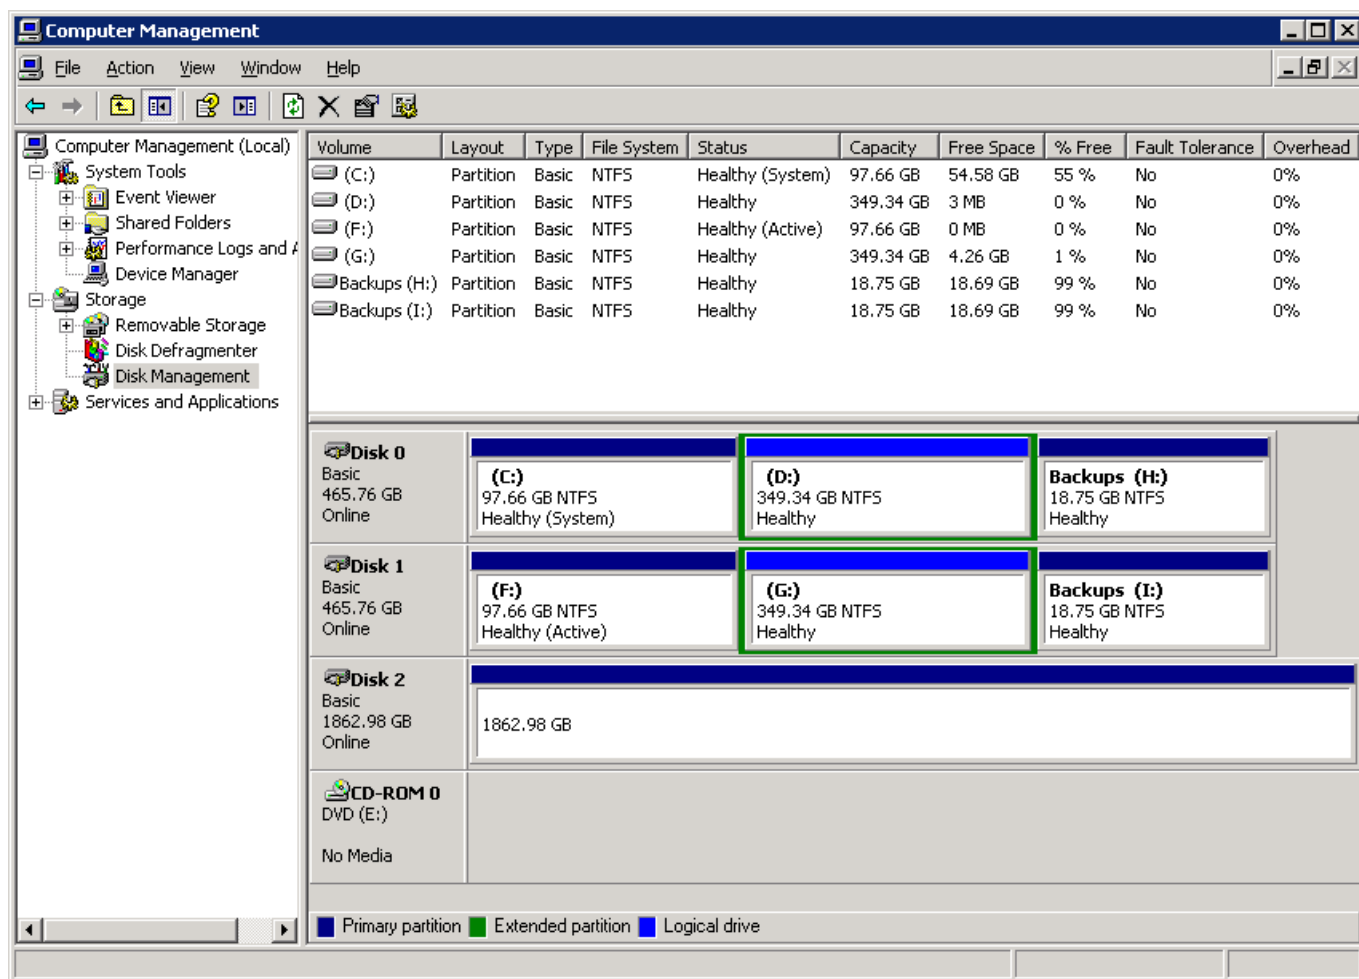 Computer Management
File Action View Window Help
Computer Management (Local)
System Tools
Event Viewer
Shared Folders
Performance Logs and A
Device Manager
Storage
Removable Storage
Disk Defragmenter
Disk Management
Services and Applications
Volume Layout Type File System Status Capacity Free Space % Free Fault Tolerance Overhead
(C:) Partition Basic NTFS Healthy (System) 97.66 GB 54.58 GB 55 % No 0%
(D:) Partition Basic NTFS Healthy 349.34 GB 3 MB 0 % No 0%
(F:) Partition Basic NTFS Healthy (Active) 97.66 GB 0 MB 0 % No 0%
(G:) Partition Basic NTFS Healthy 349.34 GB 4.26 GB 1 % No 0%
Backups (H:) Partition Basic NTFS Healthy 18.75 GB 18.69 GB 99 % No 0%
Backups (I:) Partition Basic NTFS Healthy 18.75 GB 18.69 GB 99 % No 0%
Disk 0
Basic
465.76 GB
Online
(C:)
97.66 GB NTFS
Healthy (System)
(D:)
349.34 GB NTFS
Healthy
Backups (H:)
18.75 GB NTFS
Healthy
Disk 1
Basic
465.76 GB
Online
(F:)
97.66 GB NTFS
Healthy (Active)
(G:)
349.34 GB NTFS
Healthy
Backups (I:)
18.75 GB NTFS
Healthy
Disk 2
Basic
1862.98 GB
Online
1862.98 GB
CD-ROM 0
DVD (E:)
No Media
Primary partition Extended partition Logical drive